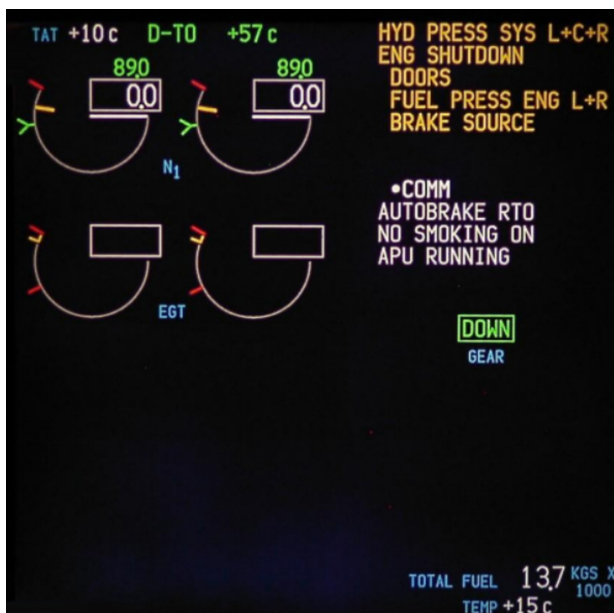 TAT +10c D-TO +57c
89.0 89.0
0.0 0.0
N1
EGT
HYD PRESS SYS L+C+R
ENG SHUTDOWN
DOORS
FUEL PRESS ENG L+R
BRAKE SOURCE
•COMM
AUTOBRAKE RTO
NO SMOKING ON
APU RUNNING
DOWN
GEAR
TOTAL FUEL 13.7 KGS X
1000
TEMP +15c